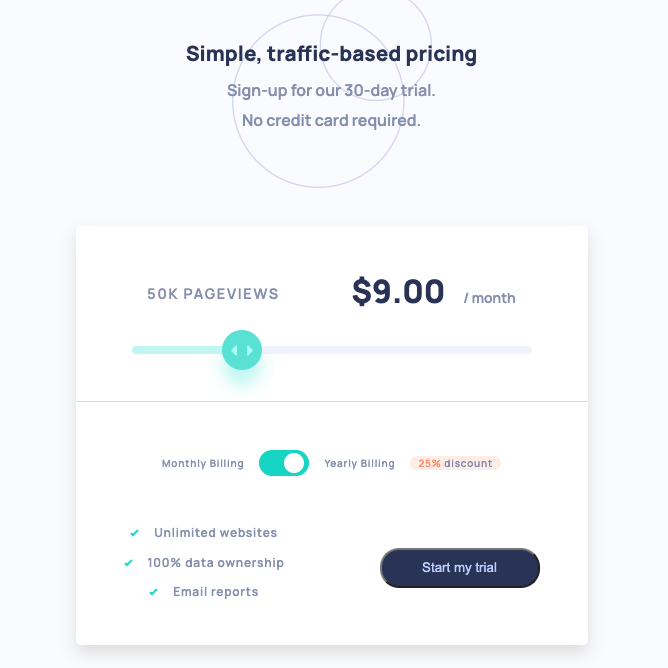 Simple, traffic-based pricing
Sign-up for our 30-day trial.
No credit card required.
50K PAGEVIEWS
$9.00 / month
Monthly Billing
Yearly Billing
25% discount
Unlimited websites
100% data ownership
Email reports
Start my trial